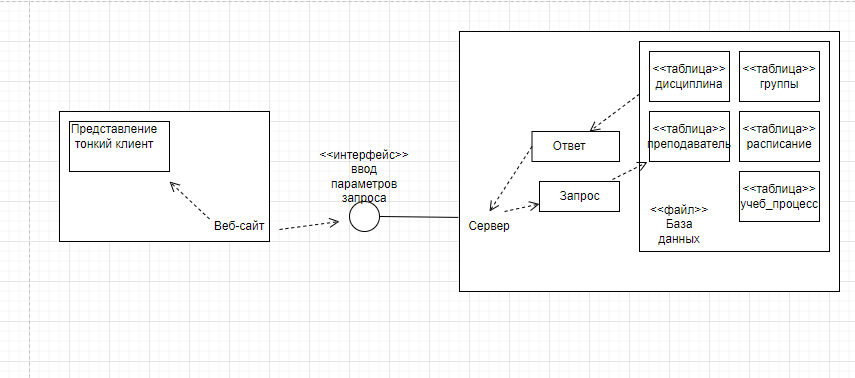 Представление
тонкий клиент
Веб-сайт
<<интерфейс>>
ввод
параметров
запроса
Сервер
Ответ
Запрос
<<таблица>>
дисциплина
<<таблица>>
группы
<<таблица>>
преподаватель
<<таблица>>
расписание
<<таблица>>
учеб_процесс
<<файл>>
База
данных